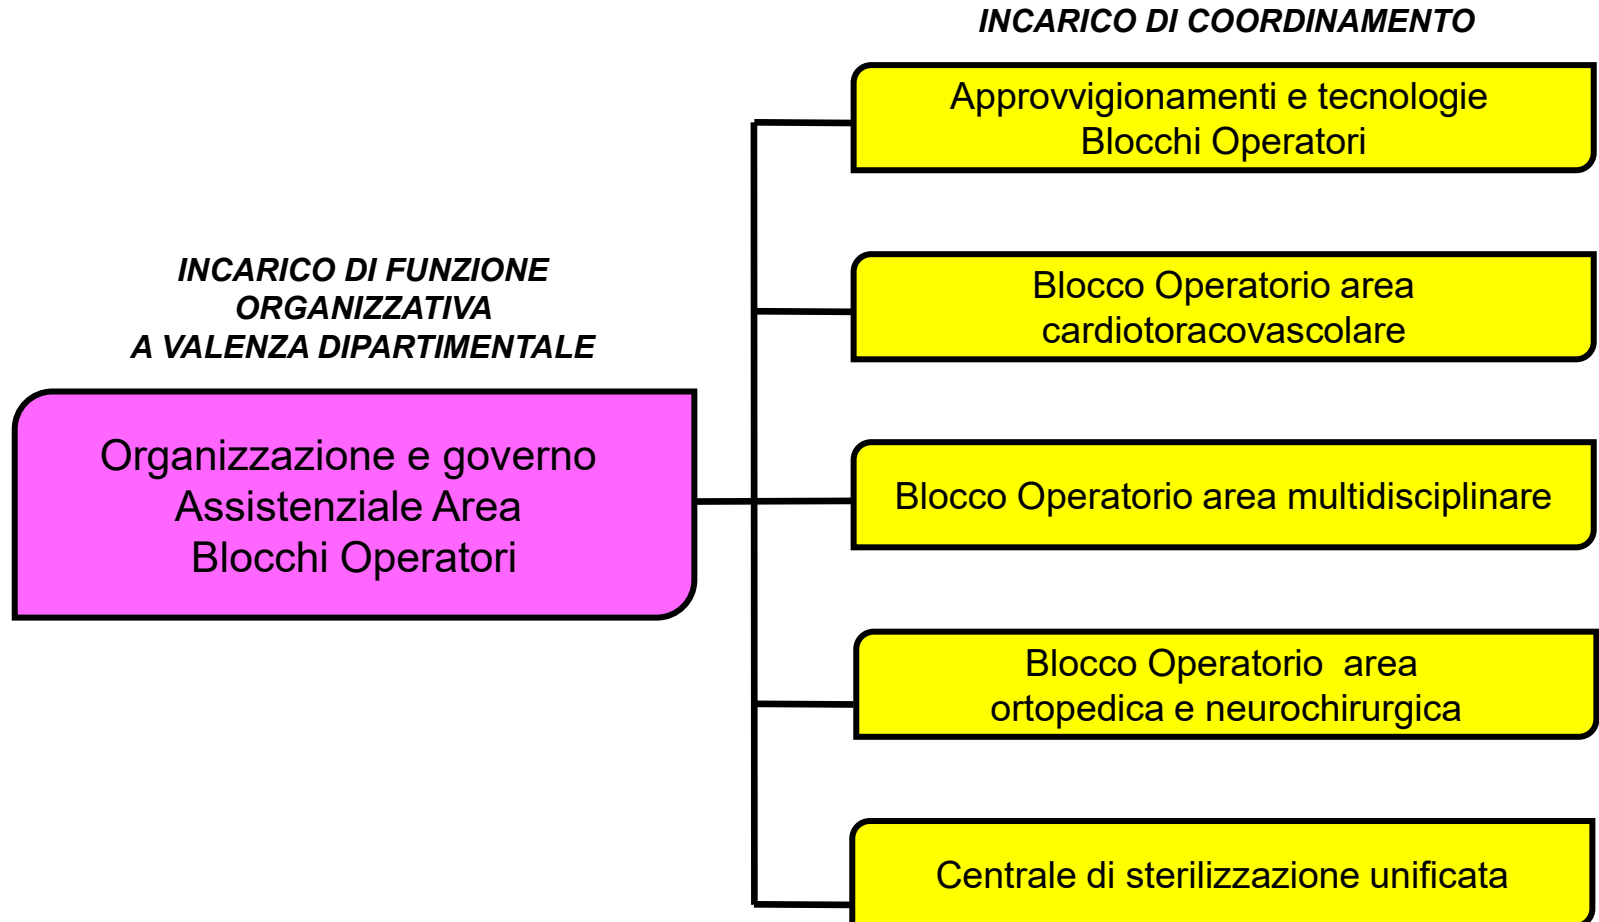 INCARICO DI COORDINAMENTO
Approvvigionamenti e tecnologie
Blocchi Operatori
Blocco Operatorio area
cardiotoracovascolare
INCARICO DI FUNZIONE
ORGANIZZATIVA
A VALENZA DIPARTIMENTALE
Organizzazione e governo
Assistenziale Area
Blocchi Operatori
Blocco Operatorio area multidisciplinare
Blocco Operatorio area
ortopedica e neurochirurgica
Centrale di sterilizzazione unificata